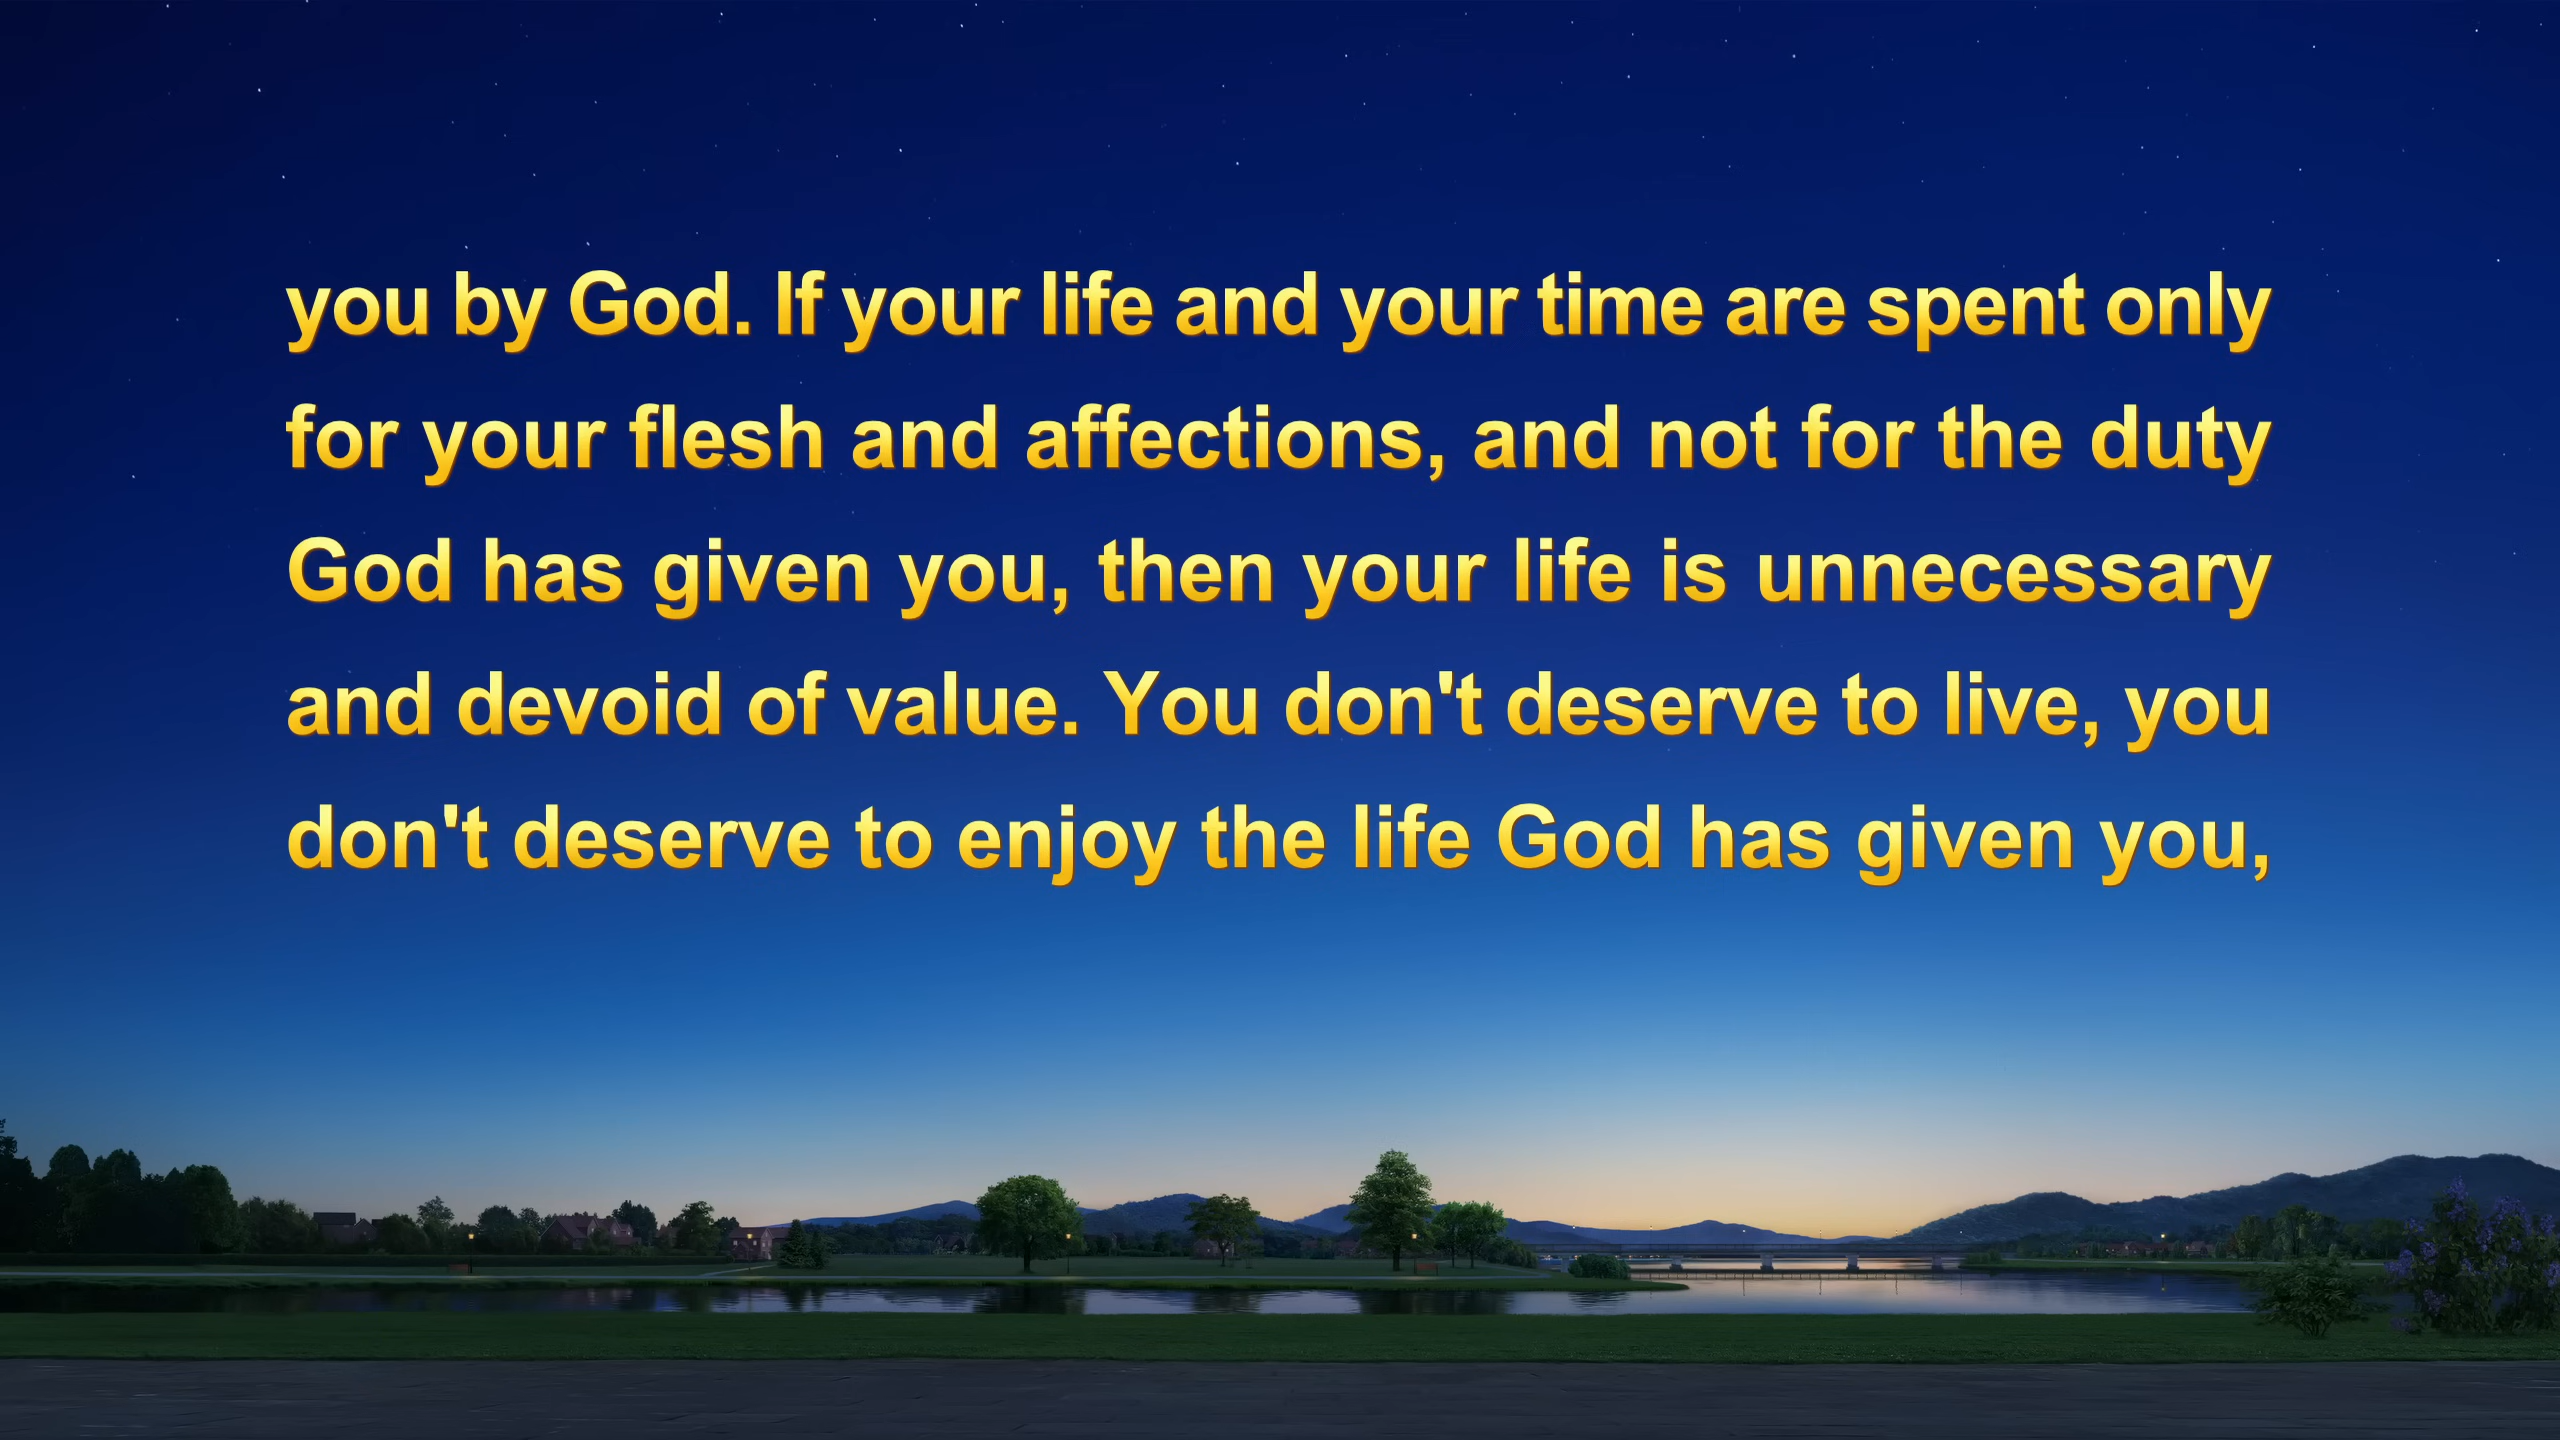 you by God. If your life and your time are spent only
for your flesh and affections, and not for the duty
God has given you, then your life is unnecessary
and devoid of value. You don't deserve to live, you
don't deserve to enjoy the life God has given you,